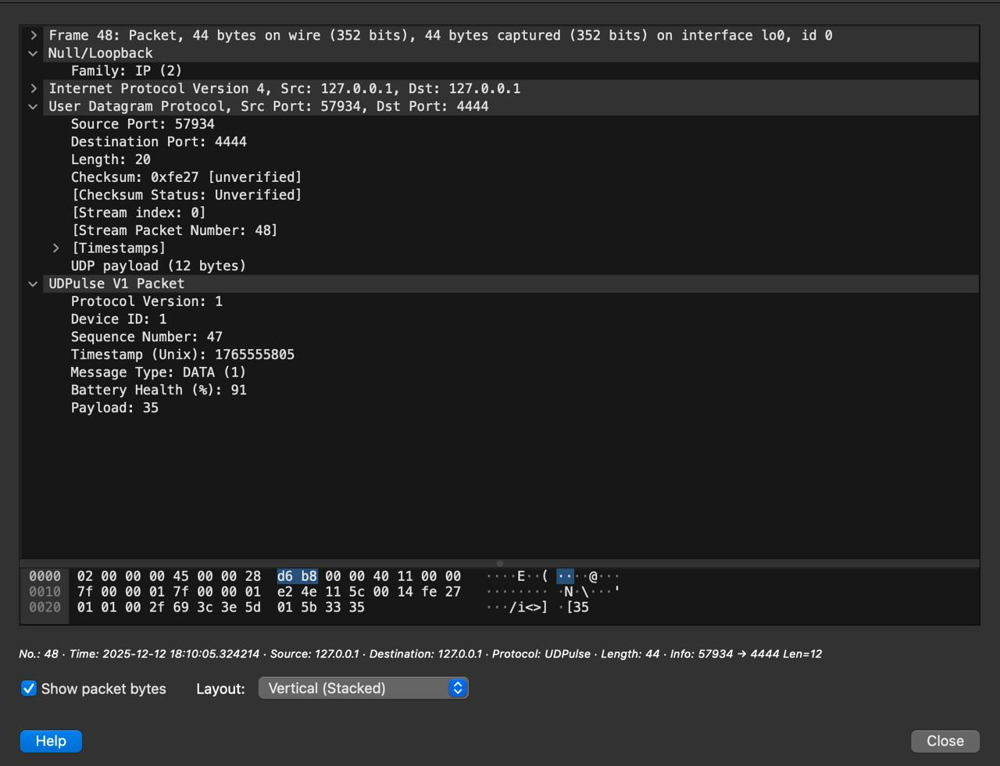 Frame 48: Packet, 44 bytes on wire (352 bits), 44 bytes captured (352 bits) on interface lo0, id 0
Null/Loopback
Family: IP (2)
Internet Protocol Version 4, Src: 127.0.0.1, Dst: 127.0.0.1
User Datagram Protocol, Src Port: 57934, Dst Port: 4444
Source Port: 57934
Destination Port: 4444
Length: 20
Checksum: 0xfe27 [unverified]
[Checksum Status: Unverified]
[Stream index: 0]
[Stream Packet Number: 48]
[Timestamps]
UDP payload (12 bytes)
UDPulse V1 Packet
Protocol Version: 1
Device ID: 1
Sequence Number: 47
Timestamp (Unix): 1765555805
Message Type: DATA (1)
Battery Health (%): 91
Payload: 35
0000 02 00 00 00 45 00 00 28 d6 b8 00 00 40 11 00 00 ····E··( ····@···
0010 7f 00 00 01 7f 00 00 01 e2 4e 11 5c 00 14 fe 27 ········ ·N·\···'
0020 01 01 00 2f 69 3c 3e 5d 01 5b 33 35 ···/i<>] ·[35
No.: 48 · Time: 2025-12-12 18:10:05.324214 · Source: 127.0.0.1 · Destination: 127.0.0.1 · Protocol: UDPulse · Length: 44 · Info: 57934 → 4444 Len=12
Show packet bytes Layout: Vertical (Stacked)
Help Close